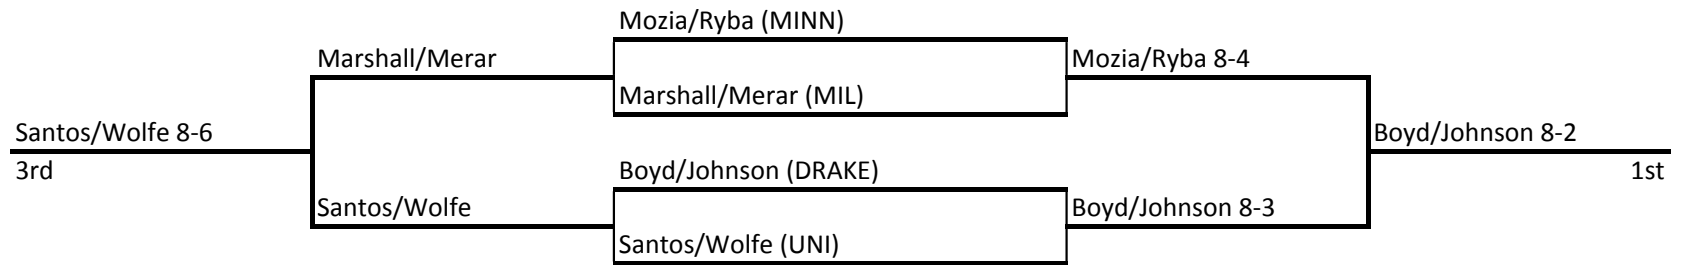 Mozia/Ryba (MINN)
Marshall/Merar
Mozia/Ryba 8-4
Marshall/Merar (MIL)
Santos/Wolfe 8-6
Boyd/Johnson 8-2
3rd
Boyd/Johnson (DRAKE)
1st
Santos/Wolfe
Boyd/Johnson 8-3
Santos/Wolfe (UNI)